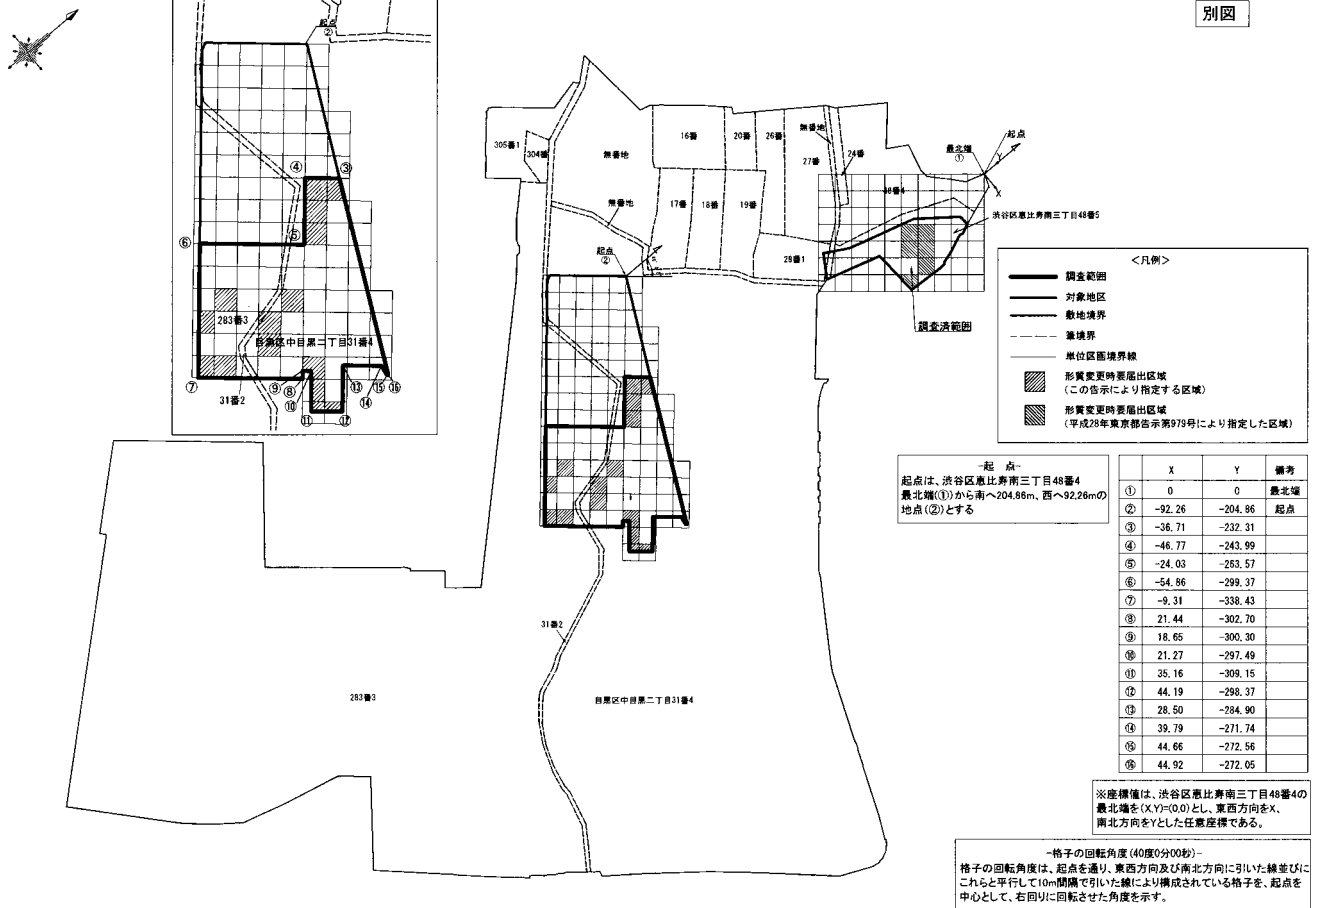 別図
起点
②
④
③
⑤
⑥
283番3
目黒区中目黒二丁目31番4
⑦
31番2
⑨
⑧
⑩
⑪
⑫
⑬
⑭
⑮
⑯
305番1
304番
無番地
16番
20番
26番
無番地
27番
24番
最北端
①
起点
Y
X
48番4
渋谷区恵比寿南三丁目48番5
無番地
17番
18番
19番
28番1
起点
②
調査済範囲
<凡例>
調査範囲
対象地区
敷地境界
筆境界
単位区画境界線
形質変更時要届出区域
(この告示により指定する区域)
形質変更時要届出区域
(平成28年東京都告示第979号により指定した区域)
-起 点-
起点は、渋谷区恵比寿南三丁目48番4
最北端(①)から南へ204.86m、西へ92.26mの
地点(②)とする
X Y 備考
① 0 0 最北端
② -92.26 -204.86 起点
③ -36.71 -232.31
④ -46.77 -243.99
⑤ -24.03 -263.57
⑥ -54.86 -299.37
⑦ -9.31 -338.43
⑧ 21.44 -302.70
⑨ 18.65 -300.30
⑩ 21.27 -297.49
⑪ 35.16 -309.15
⑫ 44.19 -298.37
⑬ 28.50 -284.90
⑭ 39.79 -271.74
⑮ 44.66 -272.56
⑯ 44.92 -272.05
31番2
283番3
目黒区中目黒二丁目31番4
※座標値は、渋谷区恵比寿南三丁目48番4の
最北端を(X,Y)=(0,0)とし、東西方向をX、
南北方向をYとした任意座標である。
-格子の回転角度(40度0分00秒)-
格子の回転角度は、起点を通り、東西方向及び南北方向に引いた線並びに
これらと平行して10m間隔で引いた線により構成されている格子を、起点を
中心として、右回りに回転させた角度を示す。